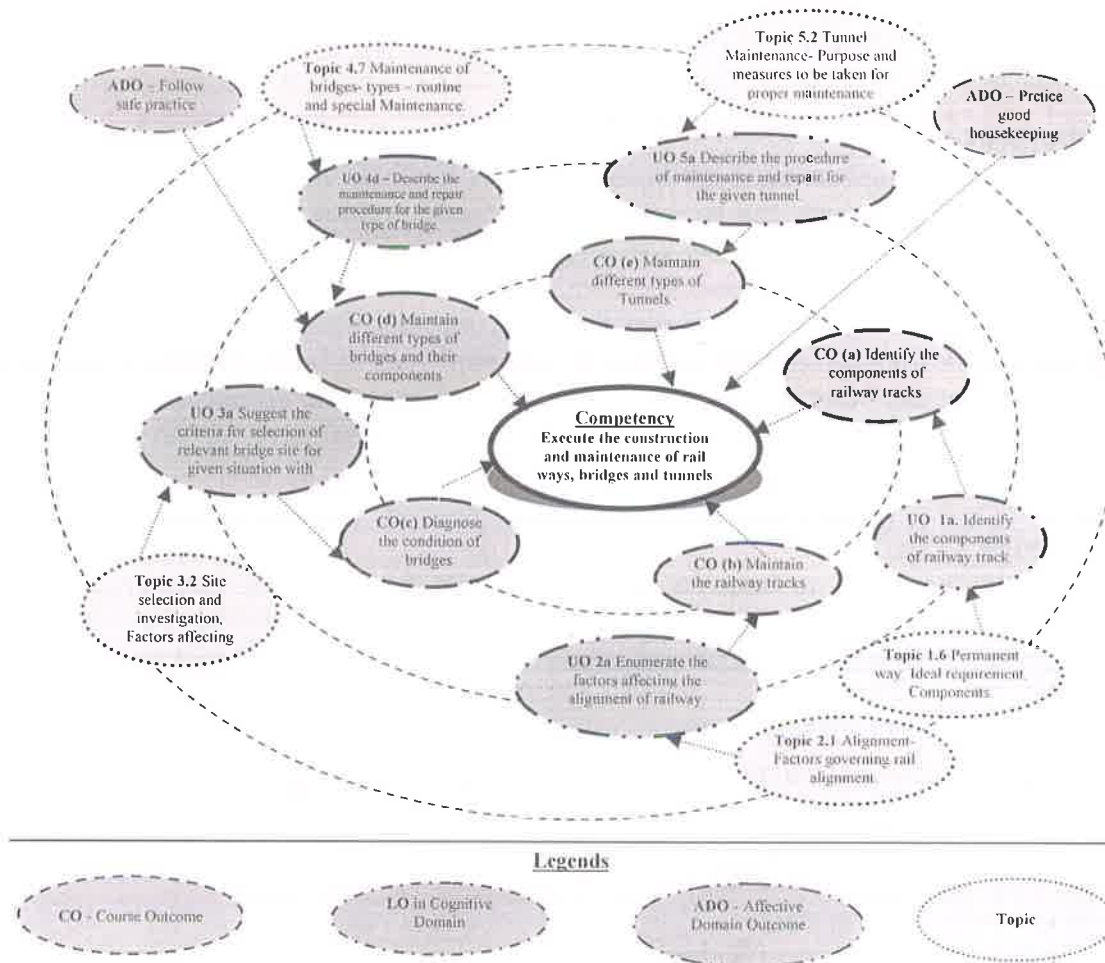 Topic 5.2 Tunnel
Maintenance- Purpose and
measures to be taken for
proper maintenance
Topic 4.7 Maintenance of
bridges- types – routine
and special Maintenance.
ADO – Follow
safe practice
ADO – Prctice
good
housekeeping
UO 5a Describe the procedure
of maintenance and repair for
the given tunnel.
UO 4d – Describe the
maintenance and repair
procedure for the given
type of bridge.
CO (e) Maintain
different types of
Tunnels.
CO (d) Maintain
different types of
bridges and their
components
CO (a) Identify the
components of
railway tracks
UO 3a Suggest the
criteria for selection of
relevant bridge site for
given situation with
Competency
Execute the construction
and maintenance of rail
ways, bridges and tunnels
CO(c) Diagnose
the condition of
bridges.
UO 1a. Identify
the components
of railway track.
CO (b) Maintain
the railway tracks
Topic 3.2 Site
selection and
investigation,
Factors affecting
UO 2a Enumerate the
factors affecting the
alignment of railway
Topic 1.6 Permanent
way. Ideal requirement,
Components.
Topic 2.1 Alignment-
Factors governing rail
alignment.
Legends
CO - Course Outcome
LO in Cognitive
Domain
ADO - Affective
Domain Outcome
Topic